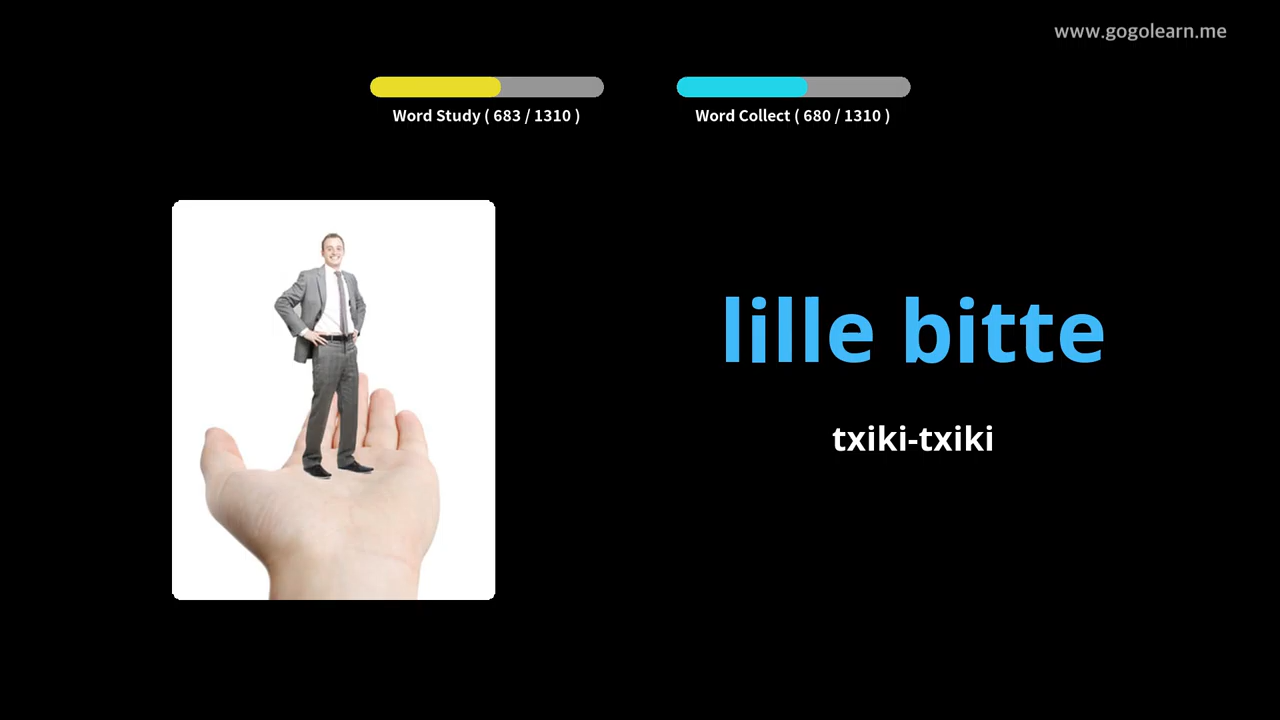 www.gogolearn.me
Word Study ( 683 / 1310 )
Word Collect ( 680 / 1310 )
lille bitte
txiki-txiki